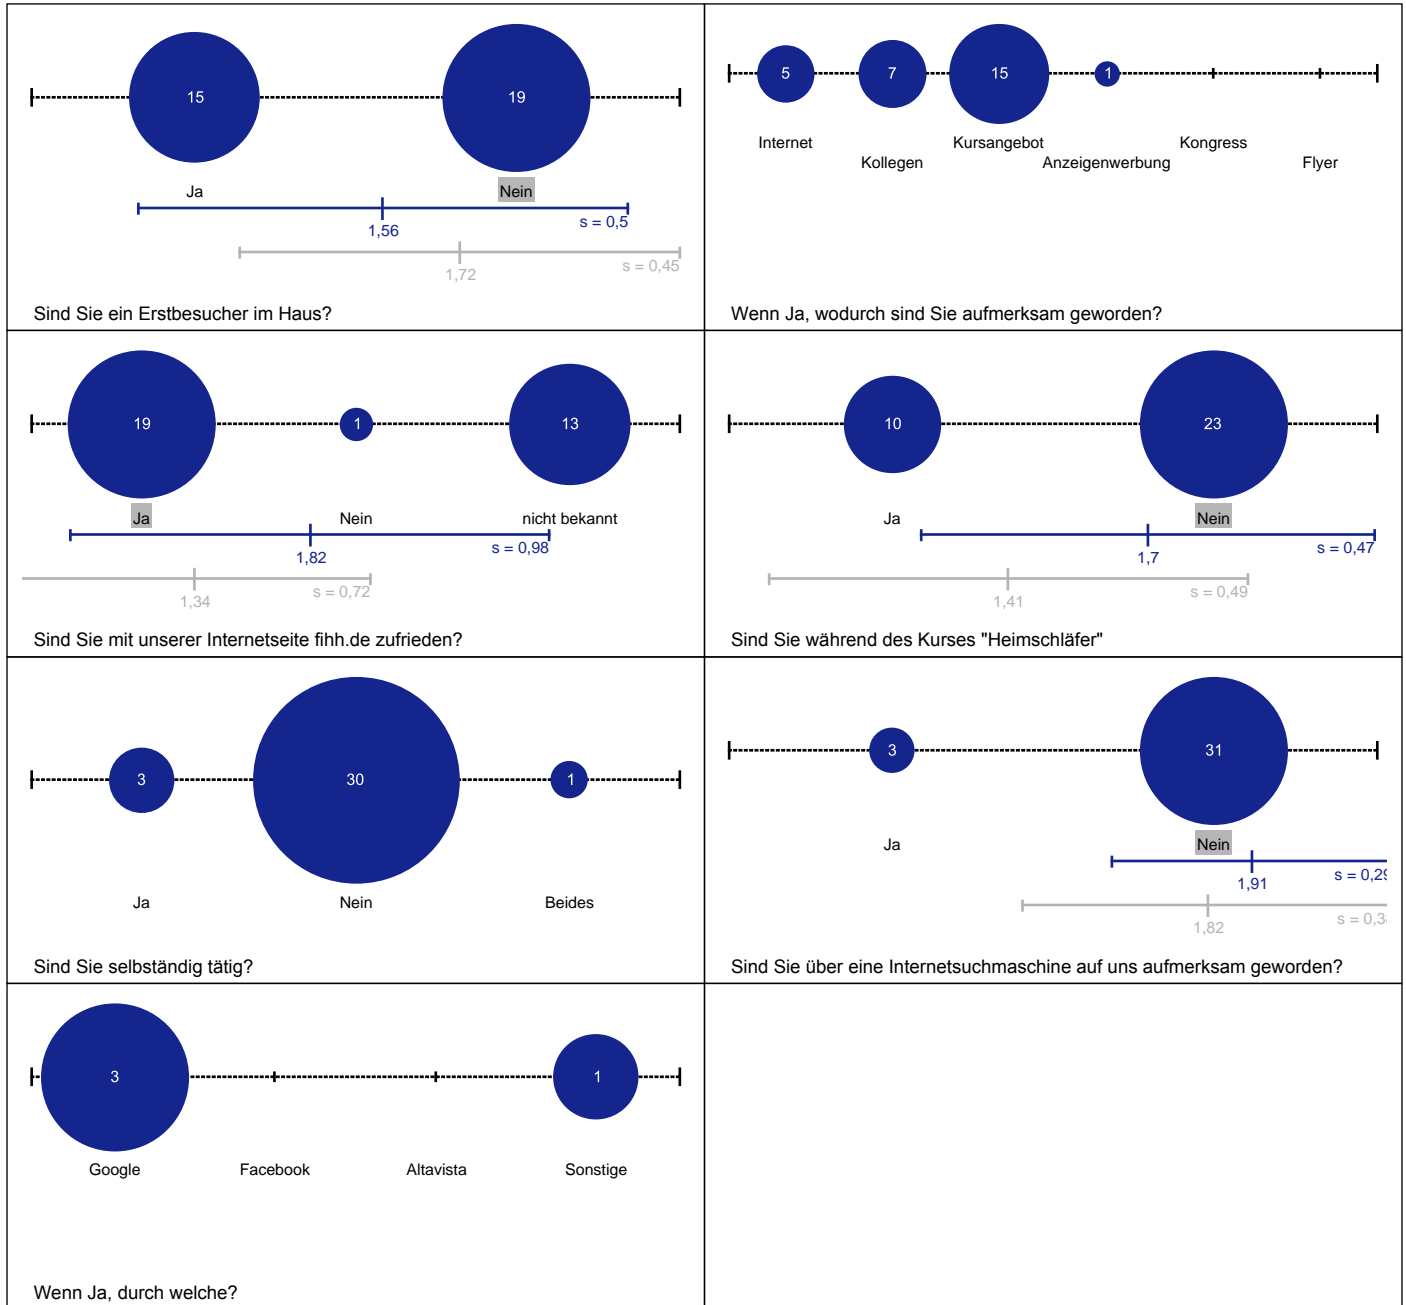 15 19
Ja Nein
1,56 s = 0,5
1,72 s = 0,45
Sind Sie ein Erstbesucher im Haus?
5 7 15 1
Internet Kursangebot Kongress
Kollegen Anzeigenwerbung Flyer
Wenn Ja, wodurch sind Sie aufmerksam geworden?
19 1 13
Ja Nein nicht bekannt
1,82 s = 0,98
1,34 s = 0,72
Sind Sie mit unserer Internetseite fihh.de zufrieden?
10 23
Ja Nein
1,7 s = 0,47
1,41 s = 0,49
Sind Sie während des Kurses "Heimschläfer"
3 30 1
Ja Nein Beides
Sind Sie selbständig tätig?
3 31
Ja Nein
1,91 s = 0,29
1,82 s = 0,38
Sind Sie über eine Internetsuchmaschine auf uns aufmerksam geworden?
3 1
Google Facebook Altavista Sonstige
Wenn Ja, durch welche?